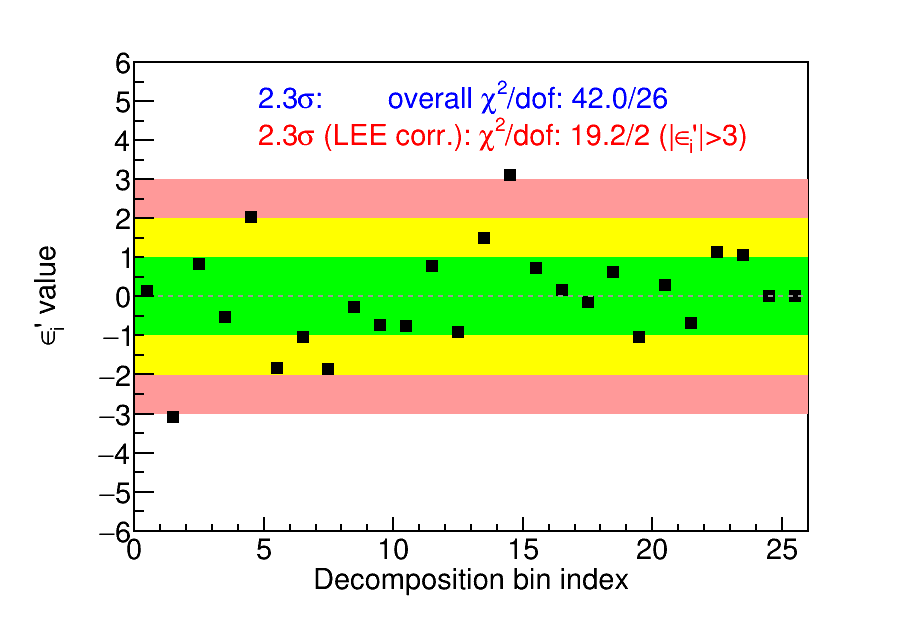 2.3σ: overall χ²/dof: 42.0/26
2.3σ (LEE corr.): χ²/dof: 19.2/2 (|ϵᵢ'|>3)
6
5
4
3
2
1
0
−1
−2
−3
−4
−5
−6
ϵᵢ' value
0 5 10 15 20 25
Decomposition bin index